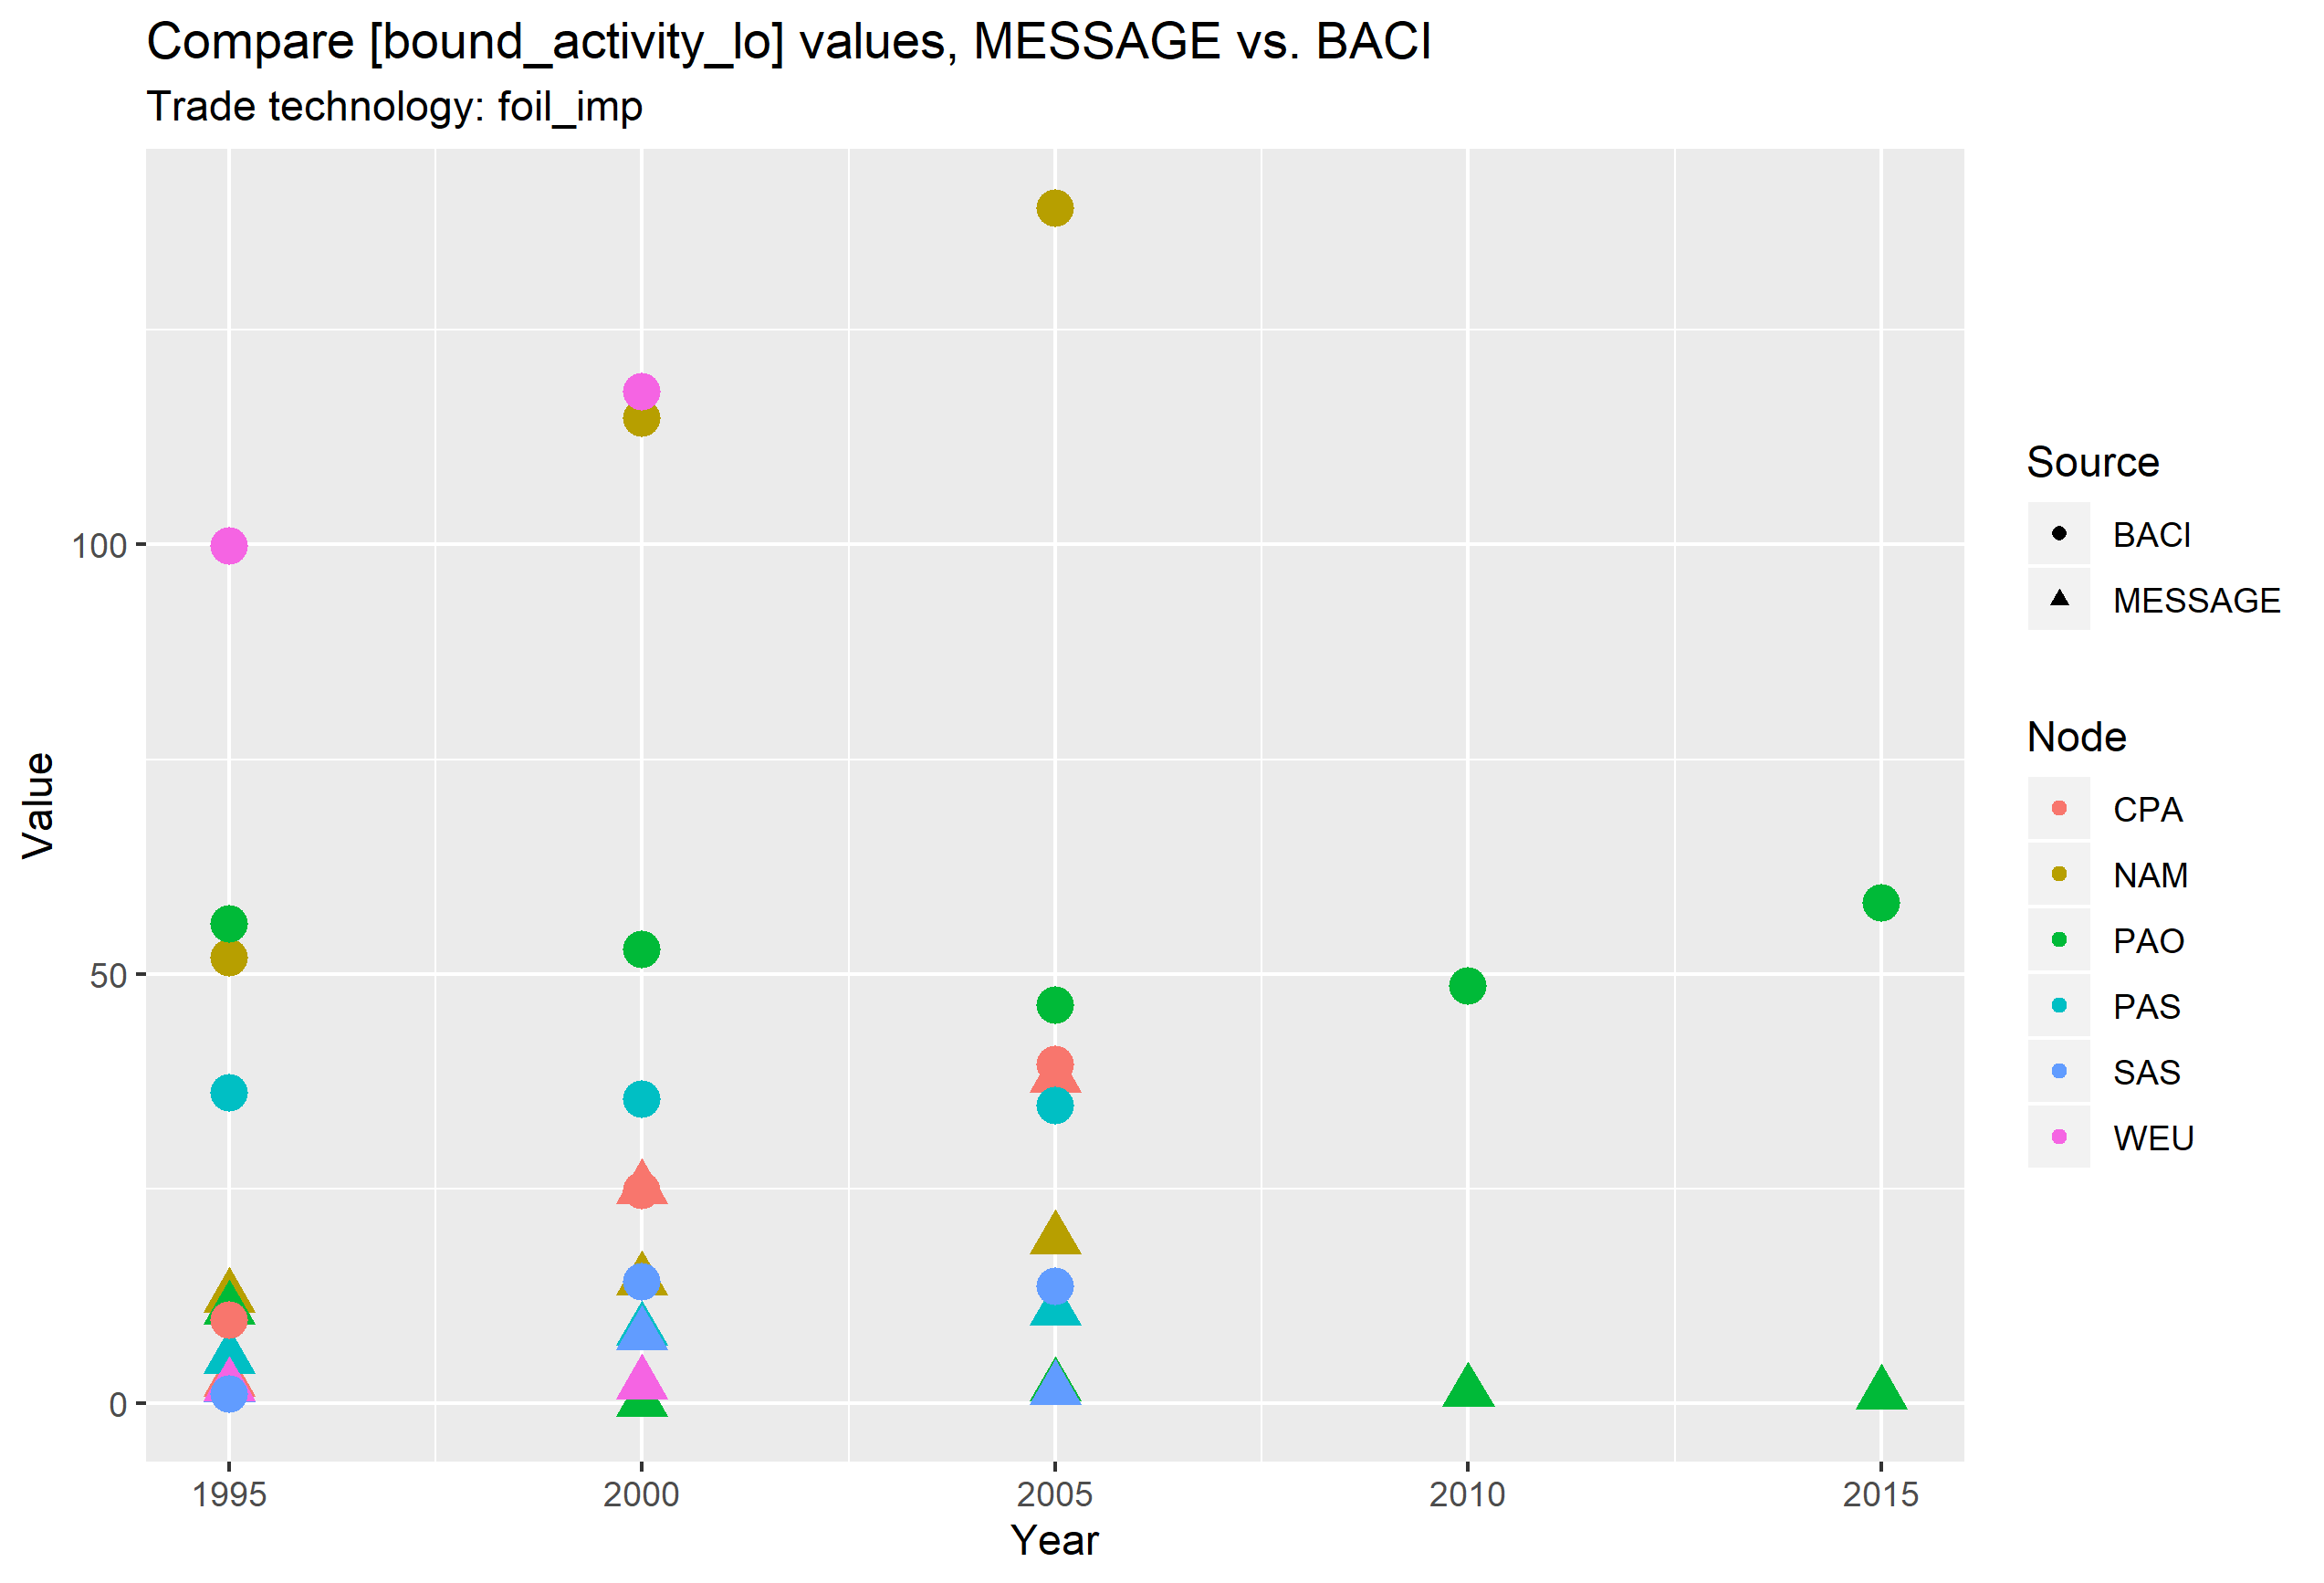 Compare [bound_activity_lo] values, MESSAGE vs. BACI
Trade technology: foil_imp
Value
100
50
0
1995
2000
2005
2010
2015
Year
Source
BACI
MESSAGE
Node
CPA
NAM
PAO
PAS
SAS
WEU